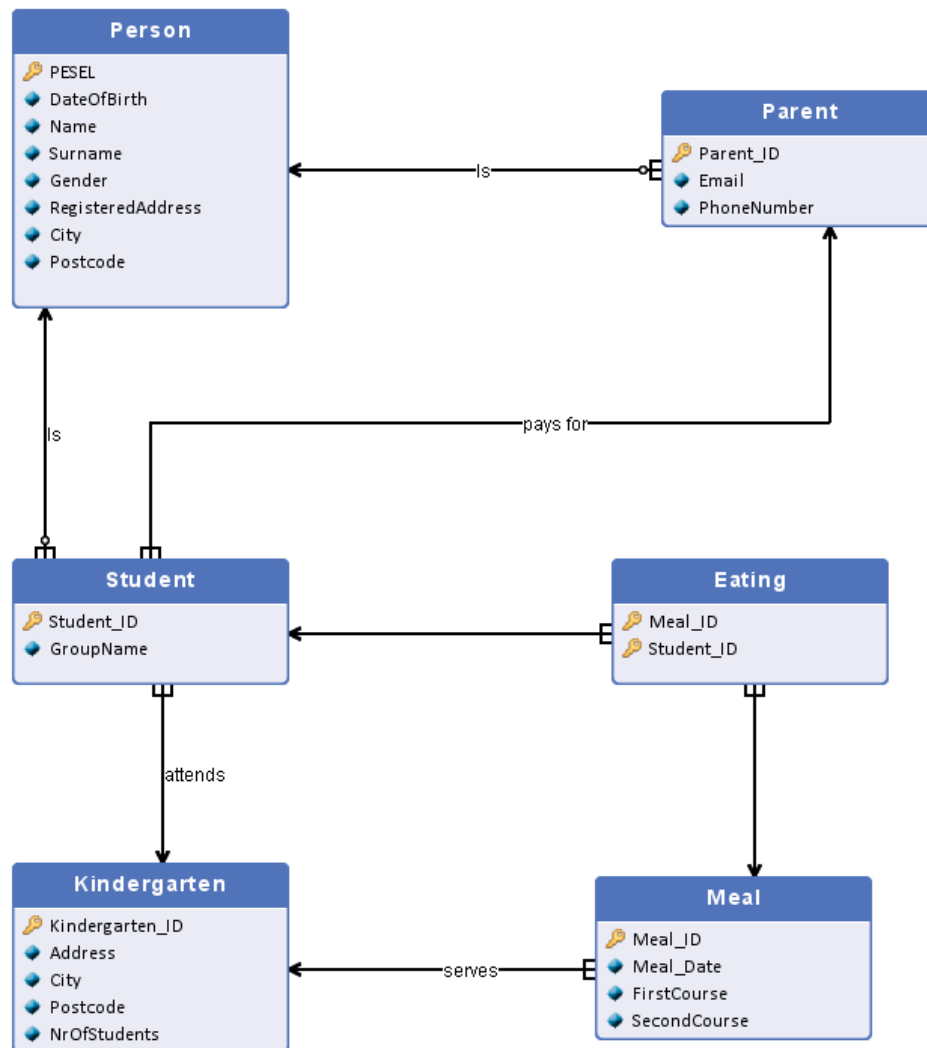 Person
PESEL
DateOfBirth
Name
Surname
Gender
RegisteredAddress
City
Postcode
Parent
Parent_ID
Email
PhoneNumber
Is
Is
pays for
Student
Student_ID
GroupName
Eating
Meal_ID
Student_ID
attends
Kindergarten
Kindergarten_ID
Address
City
Postcode
NrOfStudents
serves
Meal
Meal_ID
Meal_Date
FirstCourse
SecondCourse